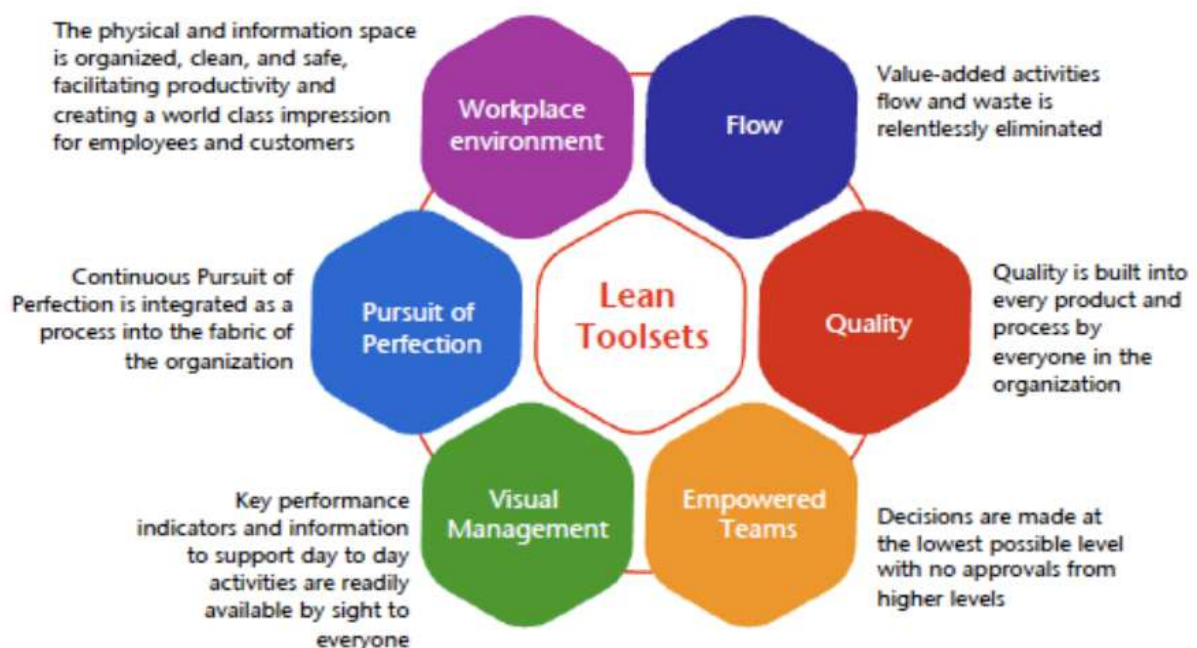 The physical and information space
is organized, clean, and safe,
facilitating productivity and
creating a world class impression
for employees and customers
Workplace
environment
Flow
Value-added activities
flow and waste is
relentlessly eliminated
Continuous Pursuit of
Perfection is integrated as a
process into the fabric of
the organization
Pursuit of
Perfection
Lean
Toolsets
Quality
Quality is built into
every product and
process by
everyone in the
organization
Key performance
indicators and information
to support day to day
activities are readily
available by sight to
everyone
Visual
Management
Empowered
Teams
Decisions are made at
the lowest possible level
with no approvals from
higher levels